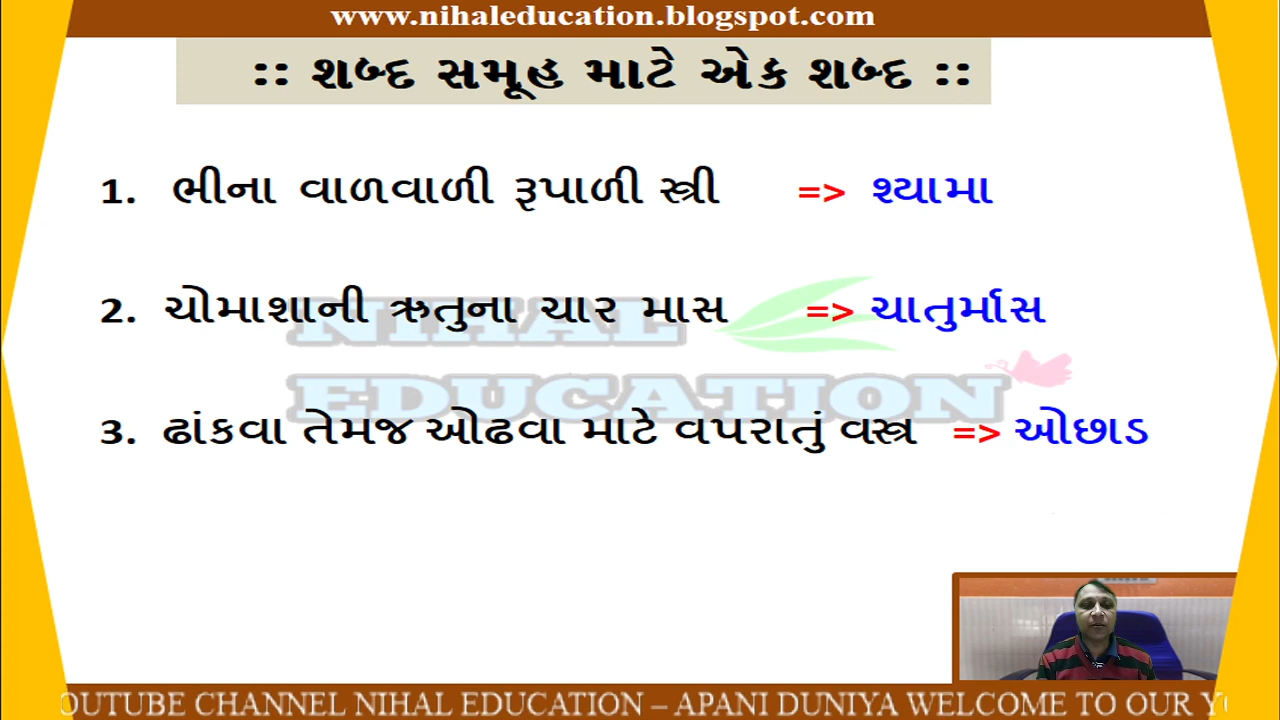 www.nihaleducation.blogspot.com
:: શબ્દ સમૂહ માટે એક શબ્દ ::
1. ભીના વાળવાળી રૂપાળી સ્ત્રી => શ્યામા
2. ચોમાશાની ઋતુના ચાર માસ => ચાતુર્માસ
NIHAL
EDUCATION
3. ઢાંકવા તેમજ ઓઢવા માટે વપરાતું વસ્ત્ર => ઓછાડ
OUTUBE CHANNEL NIHAL EDUCATION – APANI DUNIYA WELCOME TO OUR YO